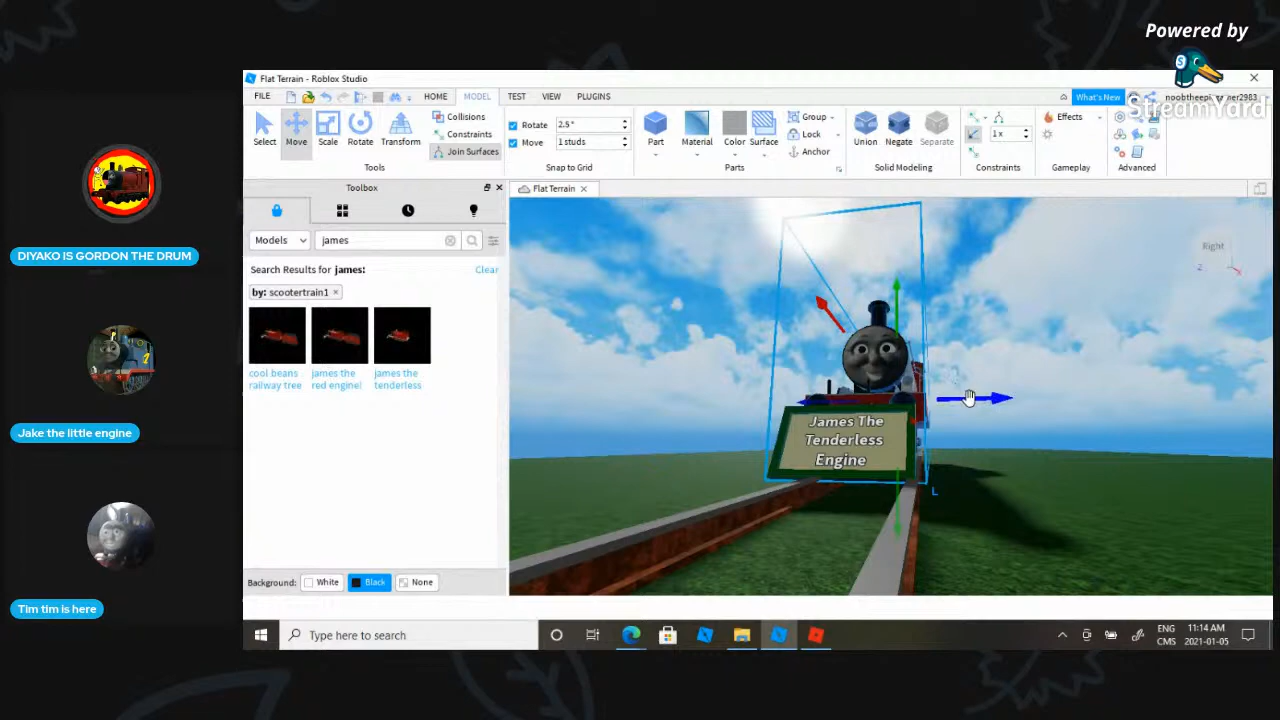 Powered by
StreamYard
DIYAKO IS GORDON THE DRUM
Jake the little engine
Tim tim is here
Flat Terrain - Roblox Studio
FILE
HOME
MODEL
TEST
VIEW
PLUGINS
What's New
Select
Move
Scale
Rotate
Transform
Collisions
Constraints
Join Surfaces
Tools
Rotate 2.5°
Move 1 studs
Snap to Grid
Part
Material
Color
Surface
Group
Lock
Anchor
Parts
Union
Negate
Separate
Solid Modeling
1 x
Constraints
Effects
Gameplay
Advanced
Toolbox
Flat Terrain
Models
james
Search Results for james:
Clear
by: scootertrain1
cool beans
railway tree
james the
red engine!
james the
tenderless
Background:
White
Black
None
Right
Z
James The
Tenderless
Engine
L
Type here to search
ENG
CMS
11:14 AM
2021-01-05